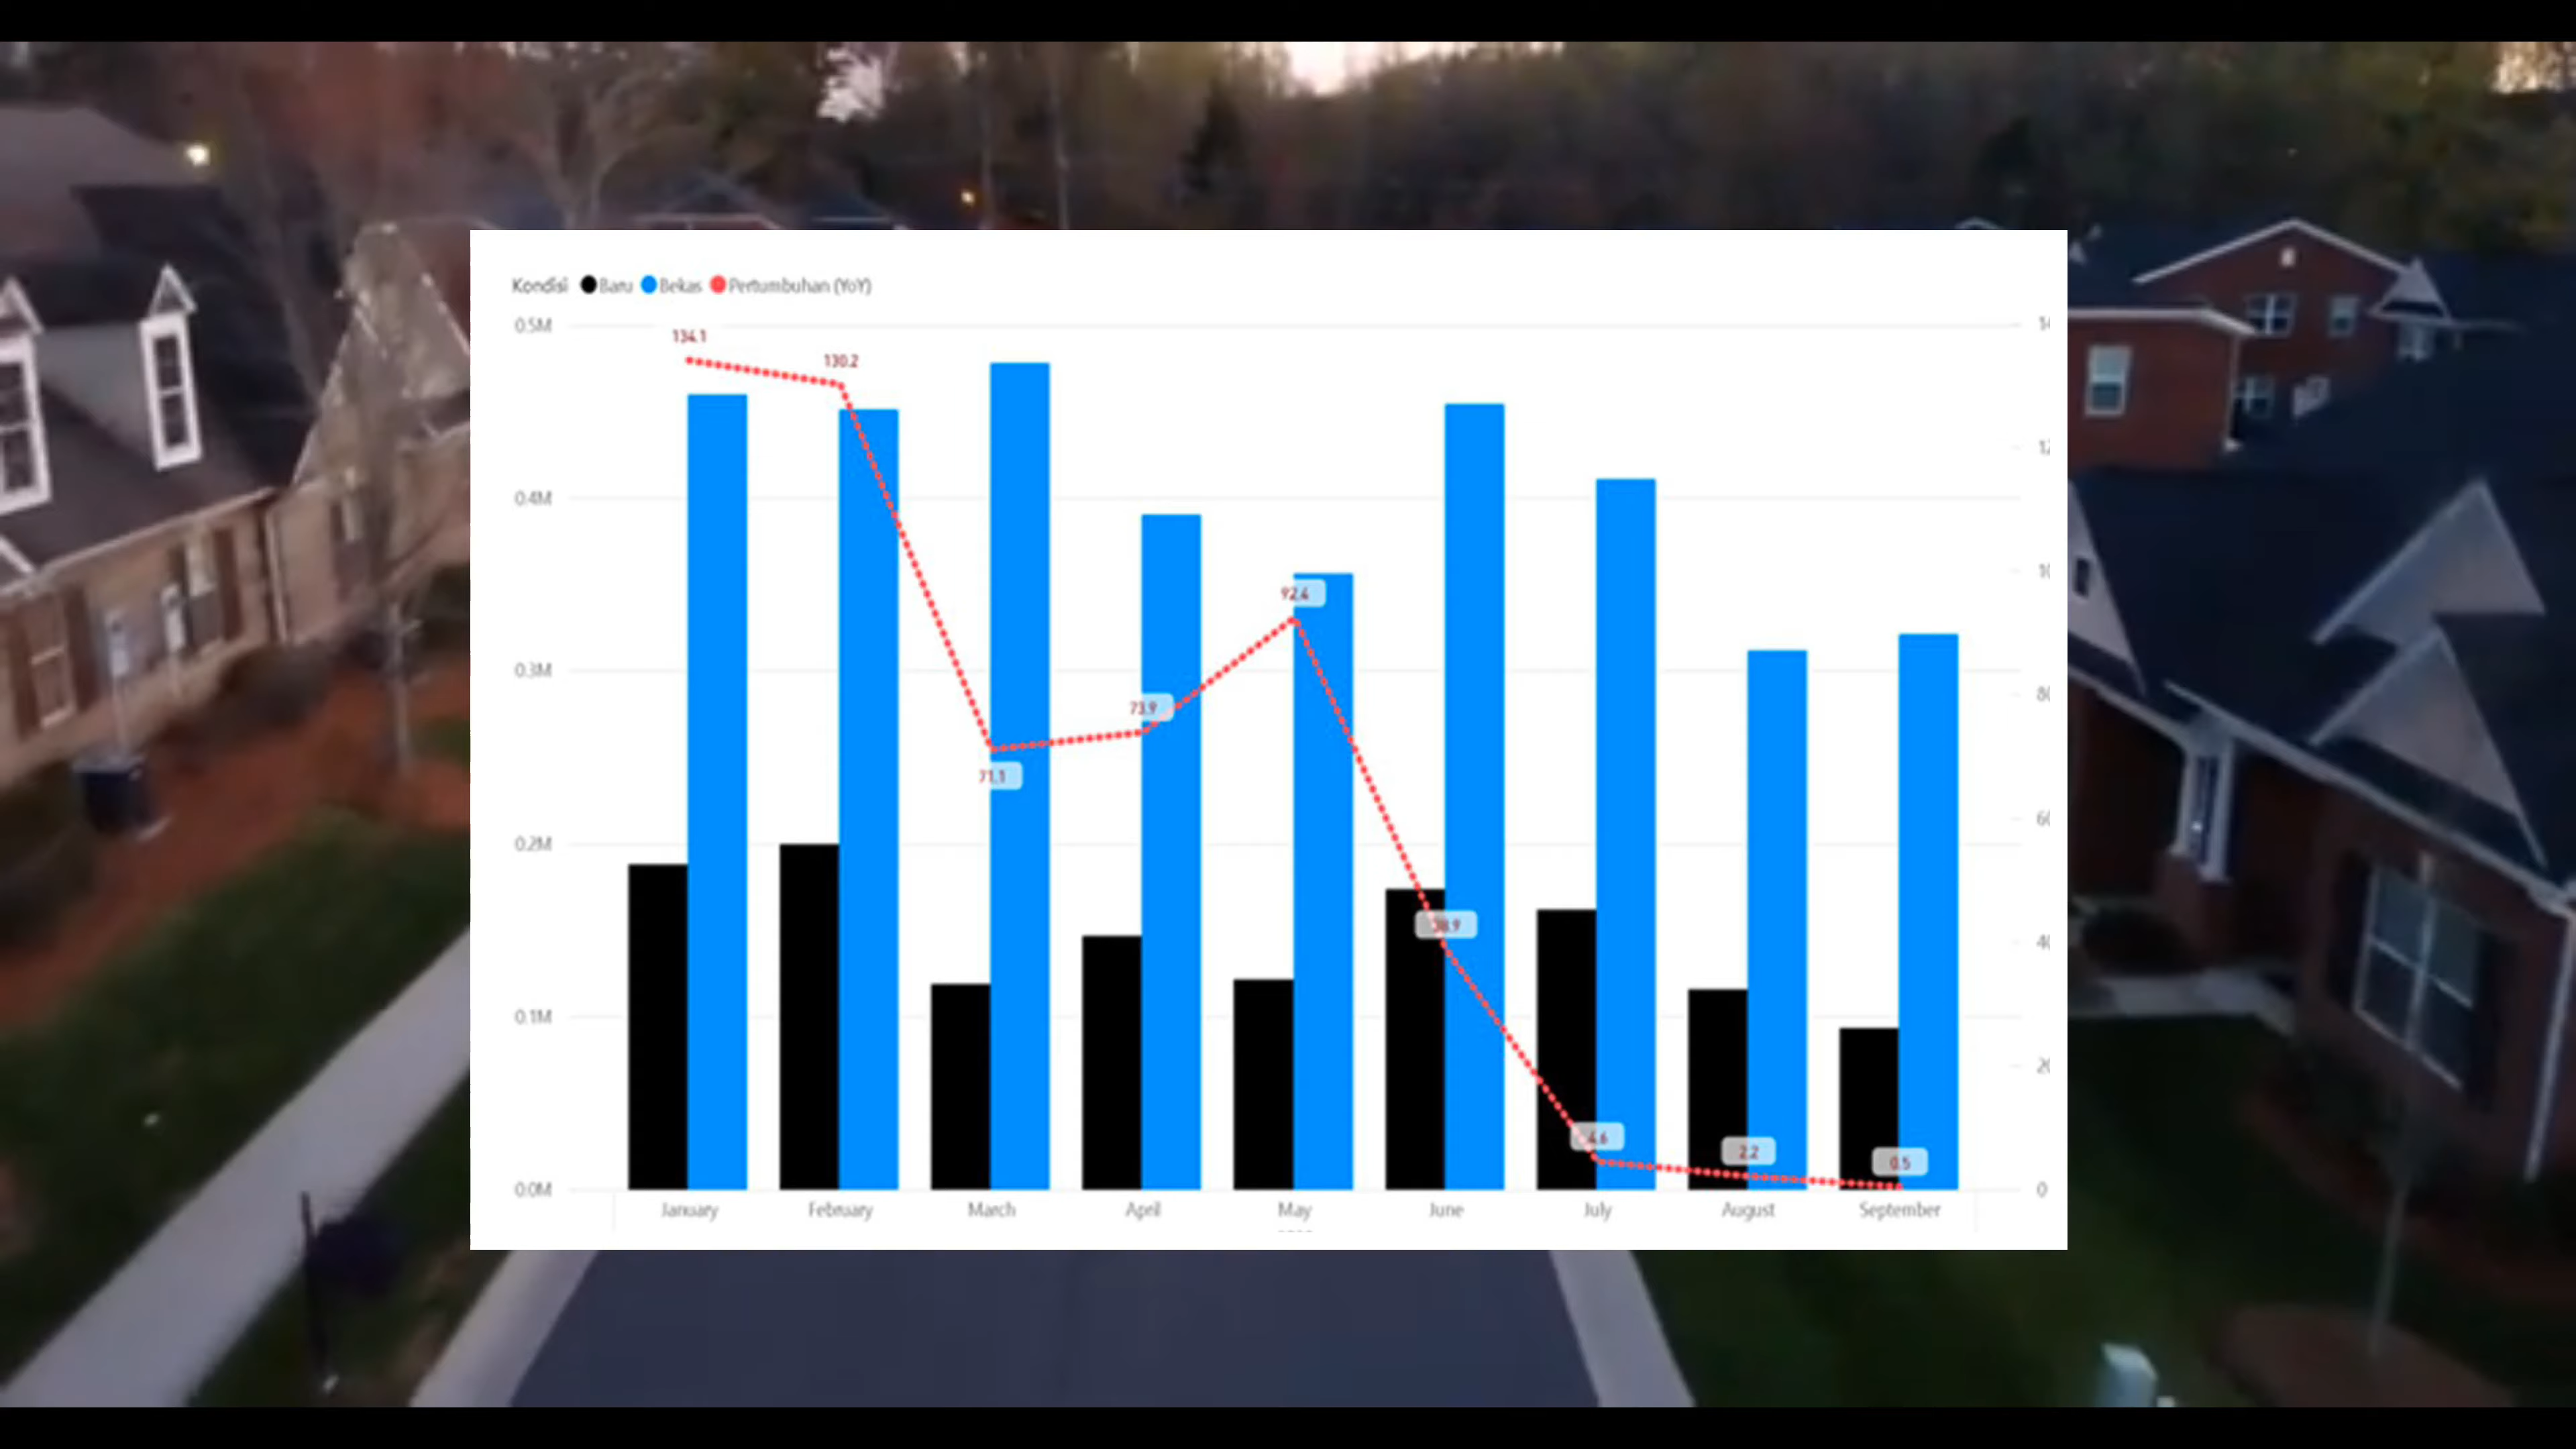 Kondisi Baru Bekas Pertumbuhan (YoY)
0.5M
0.4M
0.3M
0.2M
0.1M
0.0M
134.1
130.2
71.1
73.9
92.4
38.9
4.6
2.2
0.5
0
January February March April May June July August September